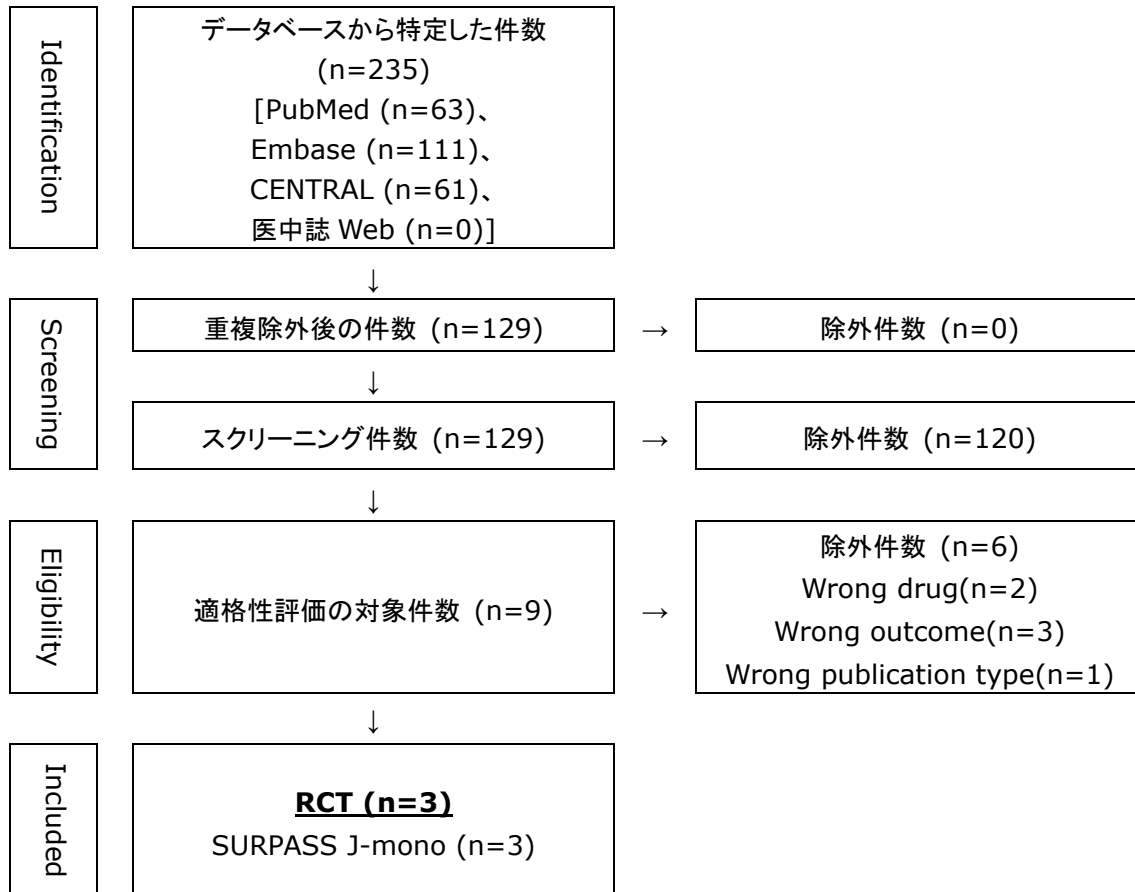 Identification
データベースから特定した件数
(n=235)
[PubMed (n=63)、
Embase (n=111)、
CENTRAL (n=61)、
医中誌 Web (n=0)]
↓
Screening
重複除外後の件数 (n=129)
→
除外件数 (n=0)
↓
スクリーニング件数 (n=129)
→
除外件数 (n=120)
↓
Eligibility
適格性評価の対象件数 (n=9)
→
除外件数 (n=6)
Wrong drug(n=2)
Wrong outcome(n=3)
Wrong publication type(n=1)
↓
Included
RCT (n=3)
SURPASS J-mono (n=3)